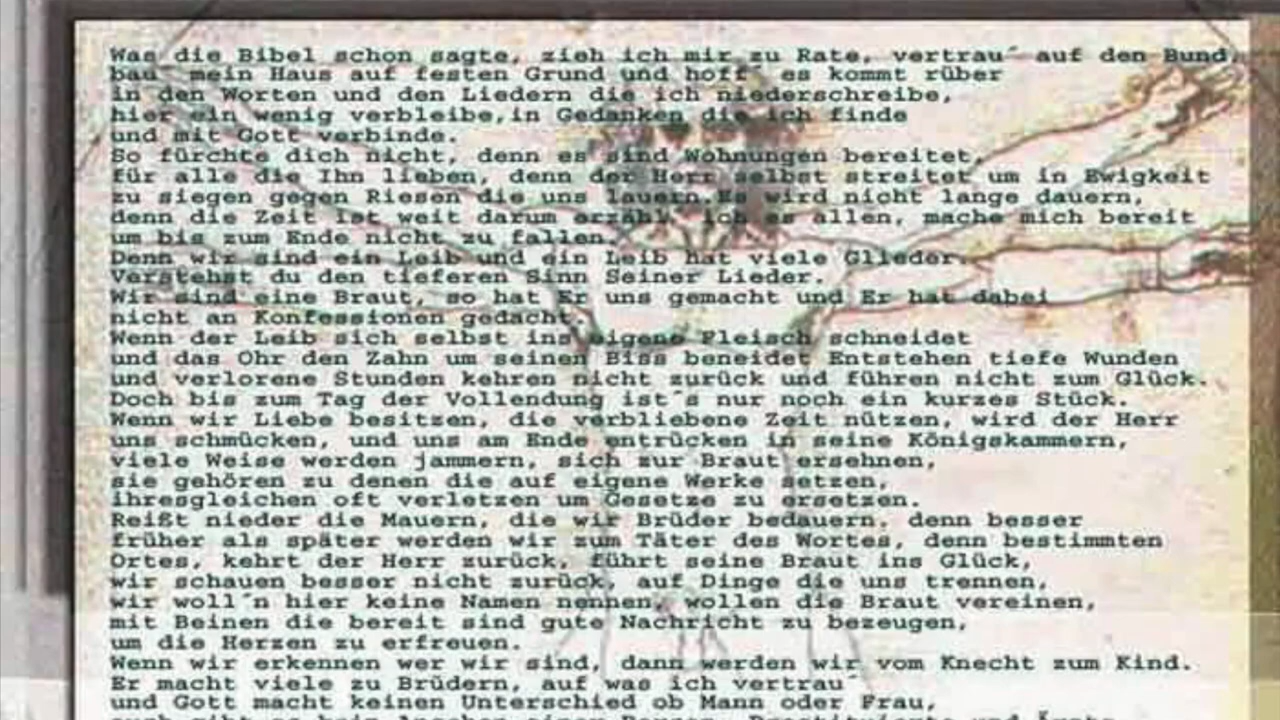 Was die Bibel schon sagte, zieh ich mir zu Rate, vertrau´ auf den Bund,
bau´ mein Haus auf festen Grund und hoff´ es kommt rüber
in den Worten und den Liedern die ich niederschreibe,
hier ein wenig verbleibe,in Gedanken die ich finde
und mit Gott verbinde.
So fürchte dich nicht, denn es sind Wohnungen bereitet,
für alle die Ihn lieben, denn der Herr selbst streitet um in Ewigkeit
zu siegen gegen Riesen die uns lauern.Es wird nicht lange dauern,
denn die Zeit ist weit darum erzähl´ ich es allen, mache mich bereit
um bis zum Ende nicht zu fallen.
Denn wir sind ein Leib und ein Leib hat viele Glieder.
Verstehst du den tieferen Sinn Seiner Lieder.
Wir sind eine Braut, so hat Er uns gemacht und Er hat dabei
nicht an Konfessionen gedacht.
Wenn der Leib sich selbst ins eigene Fleisch schneidet
und das Ohr den Zahn um seinen Biss beneidet Entstehen tiefe Wunden
und verlorene Stunden kehren nicht zurück und führen nicht zum Glück.
Doch bis zum Tag der Vollendung ist´s nur noch ein kurzes Stück.
Wenn wir Liebe besitzen, die verbliebene Zeit nützen, wird der Herr
uns schmücken, und uns am Ende entrücken in seine Königskammern,
viele Weise werden jammern, sich zur Braut ersehnen,
sie gehören zu denen die auf eigene Werke setzen,
ihresgleichen oft verletzen um Gesetze zu ersetzen.
Reißt nieder die Mauern, die wir Brüder bedauern, denn besser
früher als später werden wir zum Täter des Wortes, denn bestimmten
Ortes, kehrt der Herr zurück, führt seine Braut ins Glück,
wir schauen besser nicht zurück, auf Dinge die uns trennen,
wir woll´n hier keine Namen nennen, wollen die Braut vereinen,
mit Beinen die bereit sind gute Nachricht zu bezeugen,
um die Herzen zu erfreuen.
Wenn wir erkennen wer wir sind, dann werden wir vom Knecht zum Kind.
Er macht viele zu Brüdern, auf was ich vertrau´
und Gott macht keinen Unterschied ob Mann oder Frau,